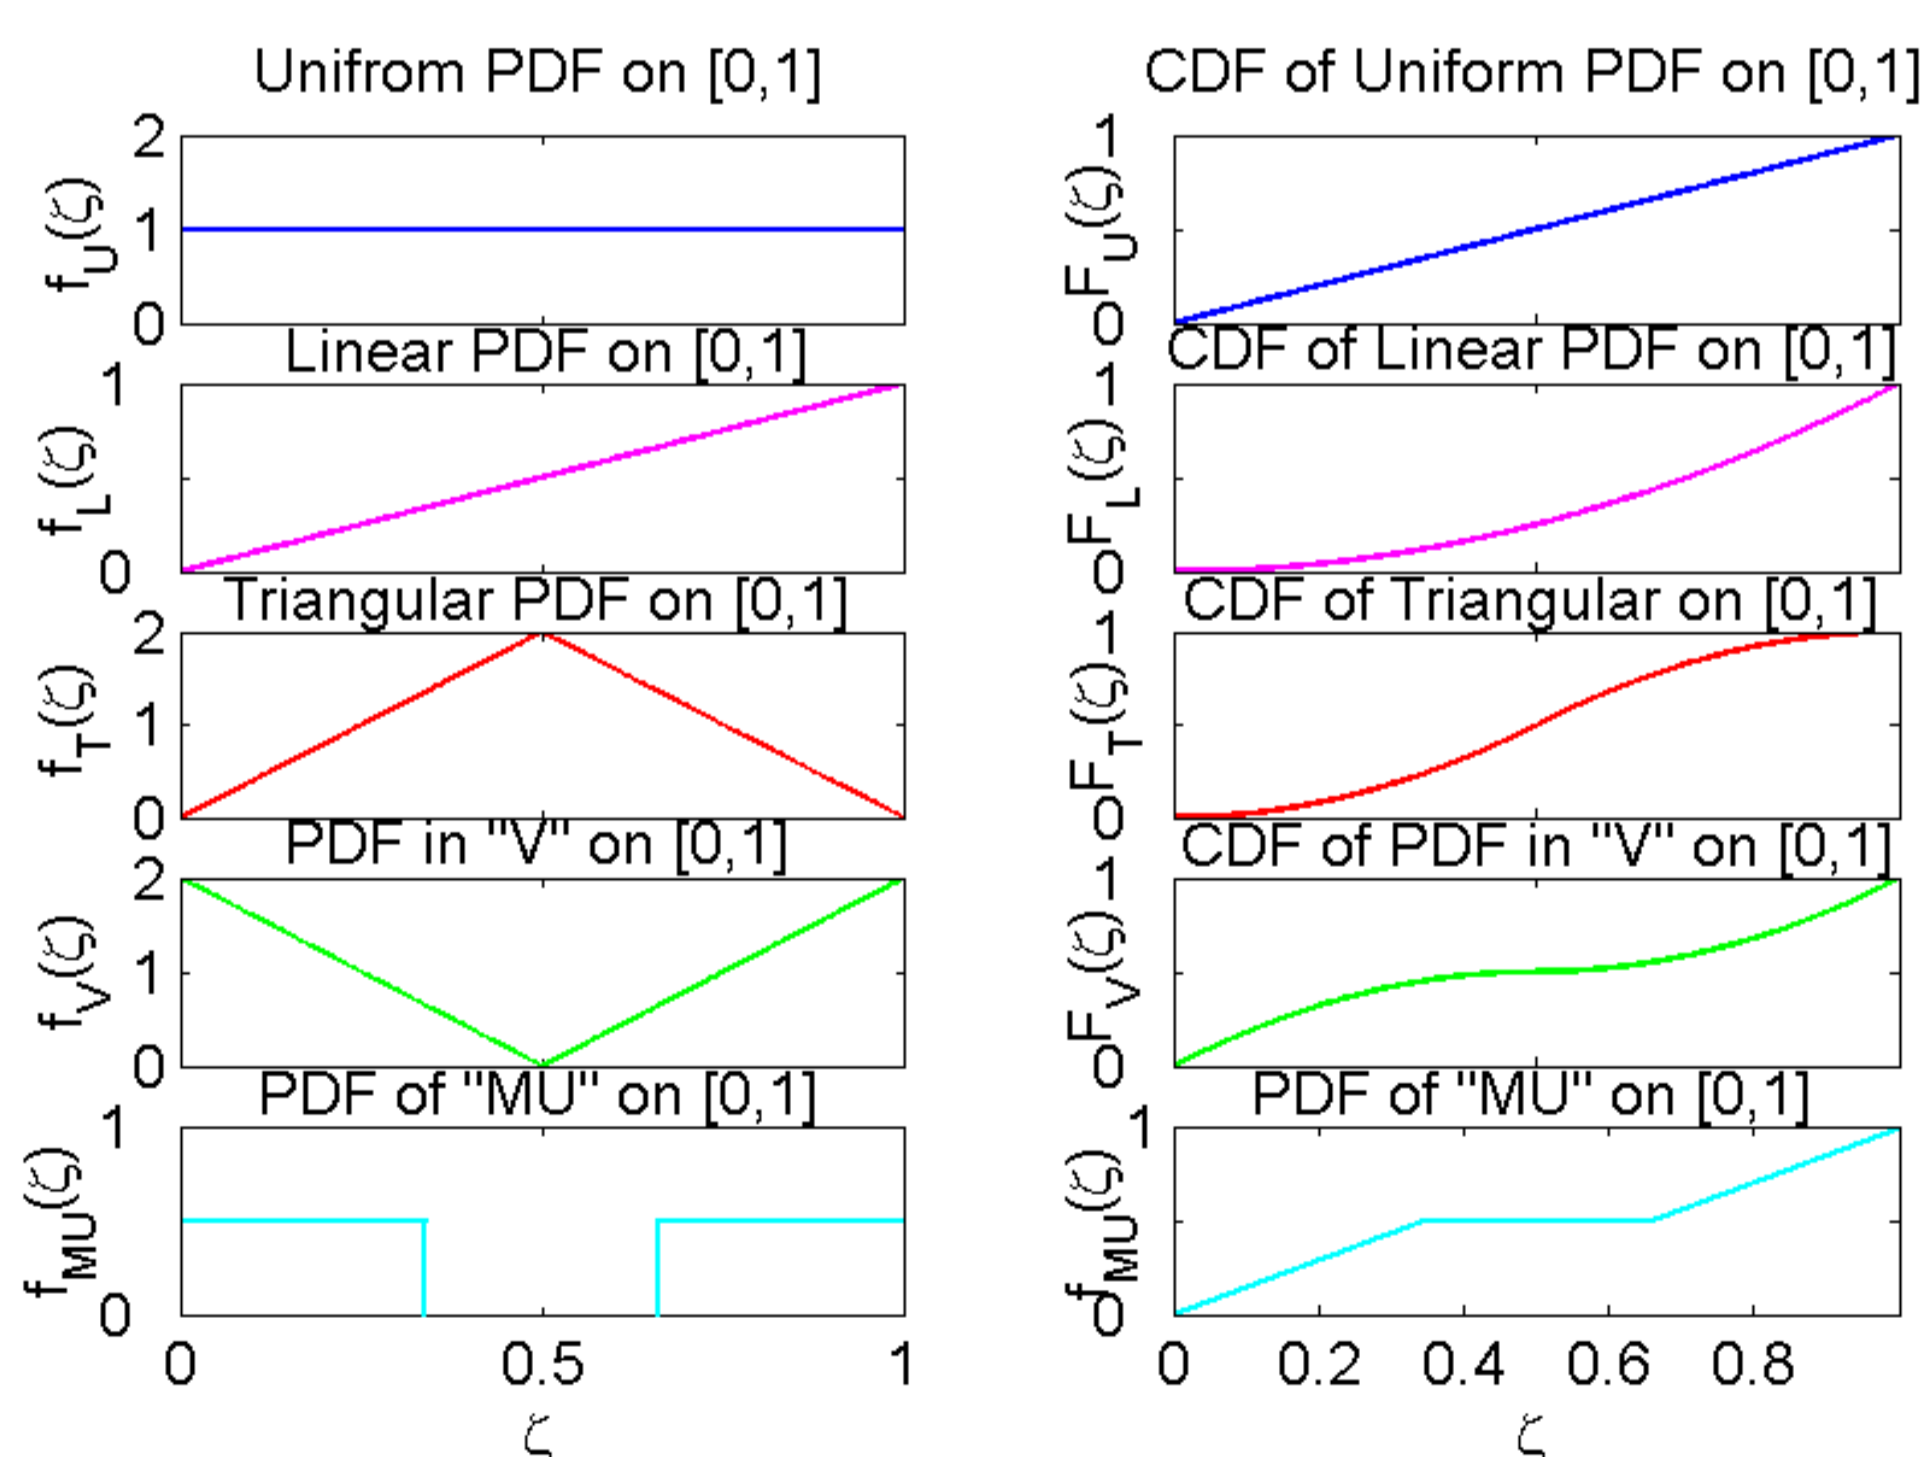 Unifrom PDF on [0,1]
2
1
0
f_U(ζ)
CDF of Uniform PDF on [0,1]
1
0
F_U(ζ)
Linear PDF on [0,1]
1
0
f_L(ζ)
CDF of Linear PDF on [0,1]
1
0
F_L(ζ)
Triangular PDF on [0,1]
2
1
0
f_T(ζ)
CDF of Triangular on [0,1]
1
0
F_T(ζ)
PDF in "V" on [0,1]
2
1
0
f_V(ζ)
CDF of PDF in "V" on [0,1]
1
0
F_V(ζ)
PDF of "MU" on [0,1]
1
0
f_MU(ζ)
0 0.5 1
ζ
PDF of "MU" on [0,1]
1
0
f_MU(ζ)
0 0.2 0.4 0.6 0.8
ζ